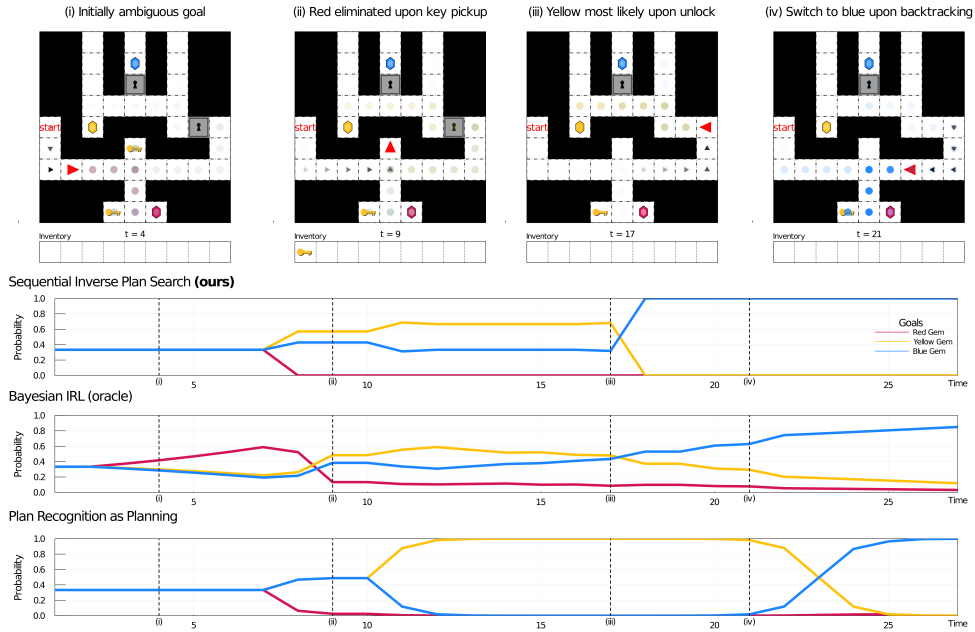 (i) Initially ambiguous goal
(ii) Red eliminated upon key pickup
(iii) Yellow most likely upon unlock
(iv) Switch to blue upon backtracking
start
start
start
start
t = 4
t = 9
t = 17
t = 21
Inventory
Inventory
Inventory
Inventory
Sequential Inverse Plan Search (ours)
Probability
1.0
0.8
0.6
0.4
0.2
0.0
Goals
Red Gem
Yellow Gem
Blue Gem
(i) 5 (ii) 10 15 (iii) 20 (iv) 25 Time
Bayesian IRL (oracle)
Probability
1.0
0.8
0.6
0.4
0.2
0.0
(i) 5 (ii) 10 15 (iii) 20 (iv) 25 Time
Plan Recognition as Planning
Probability
1.0
0.8
0.6
0.4
0.2
0.0
(i) 5 (ii) 10 15 (iii) 20 (iv) 25 Time